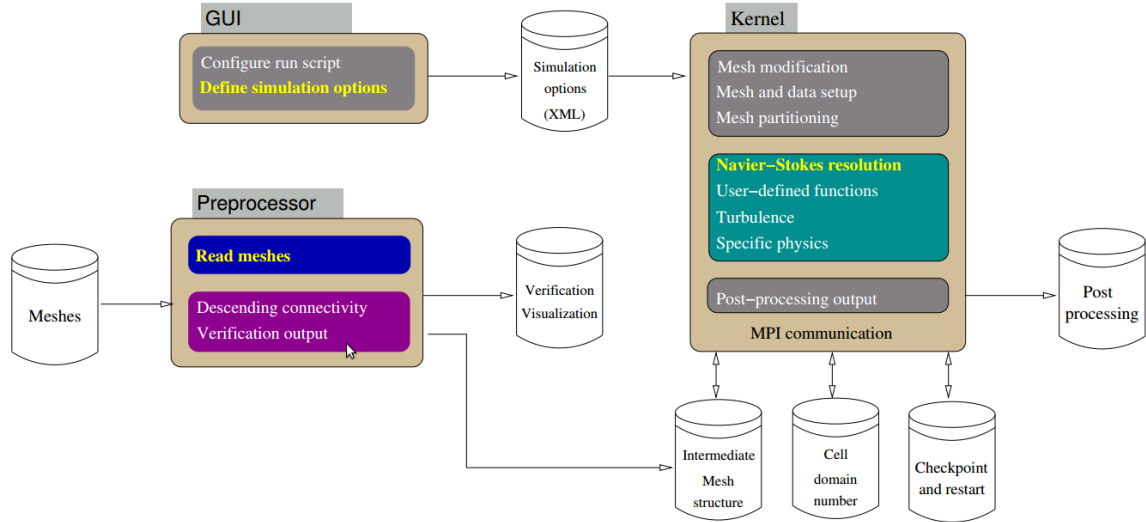 GUI
Configure run script
Define simulation options
Simulation
options
(XML)
Kernel
Mesh modification
Mesh and data setup
Mesh partitioning
Navier−Stokes resolution
User−defined functions
Turbulence
Specific physics
Post−processing output
MPI communication
Preprocessor
Read meshes
Descending connectivity
Verification output
Meshes
Verification
Visualization
Post
processing
Intermediate
Mesh
structure
Cell
domain
number
Checkpoint
and restart